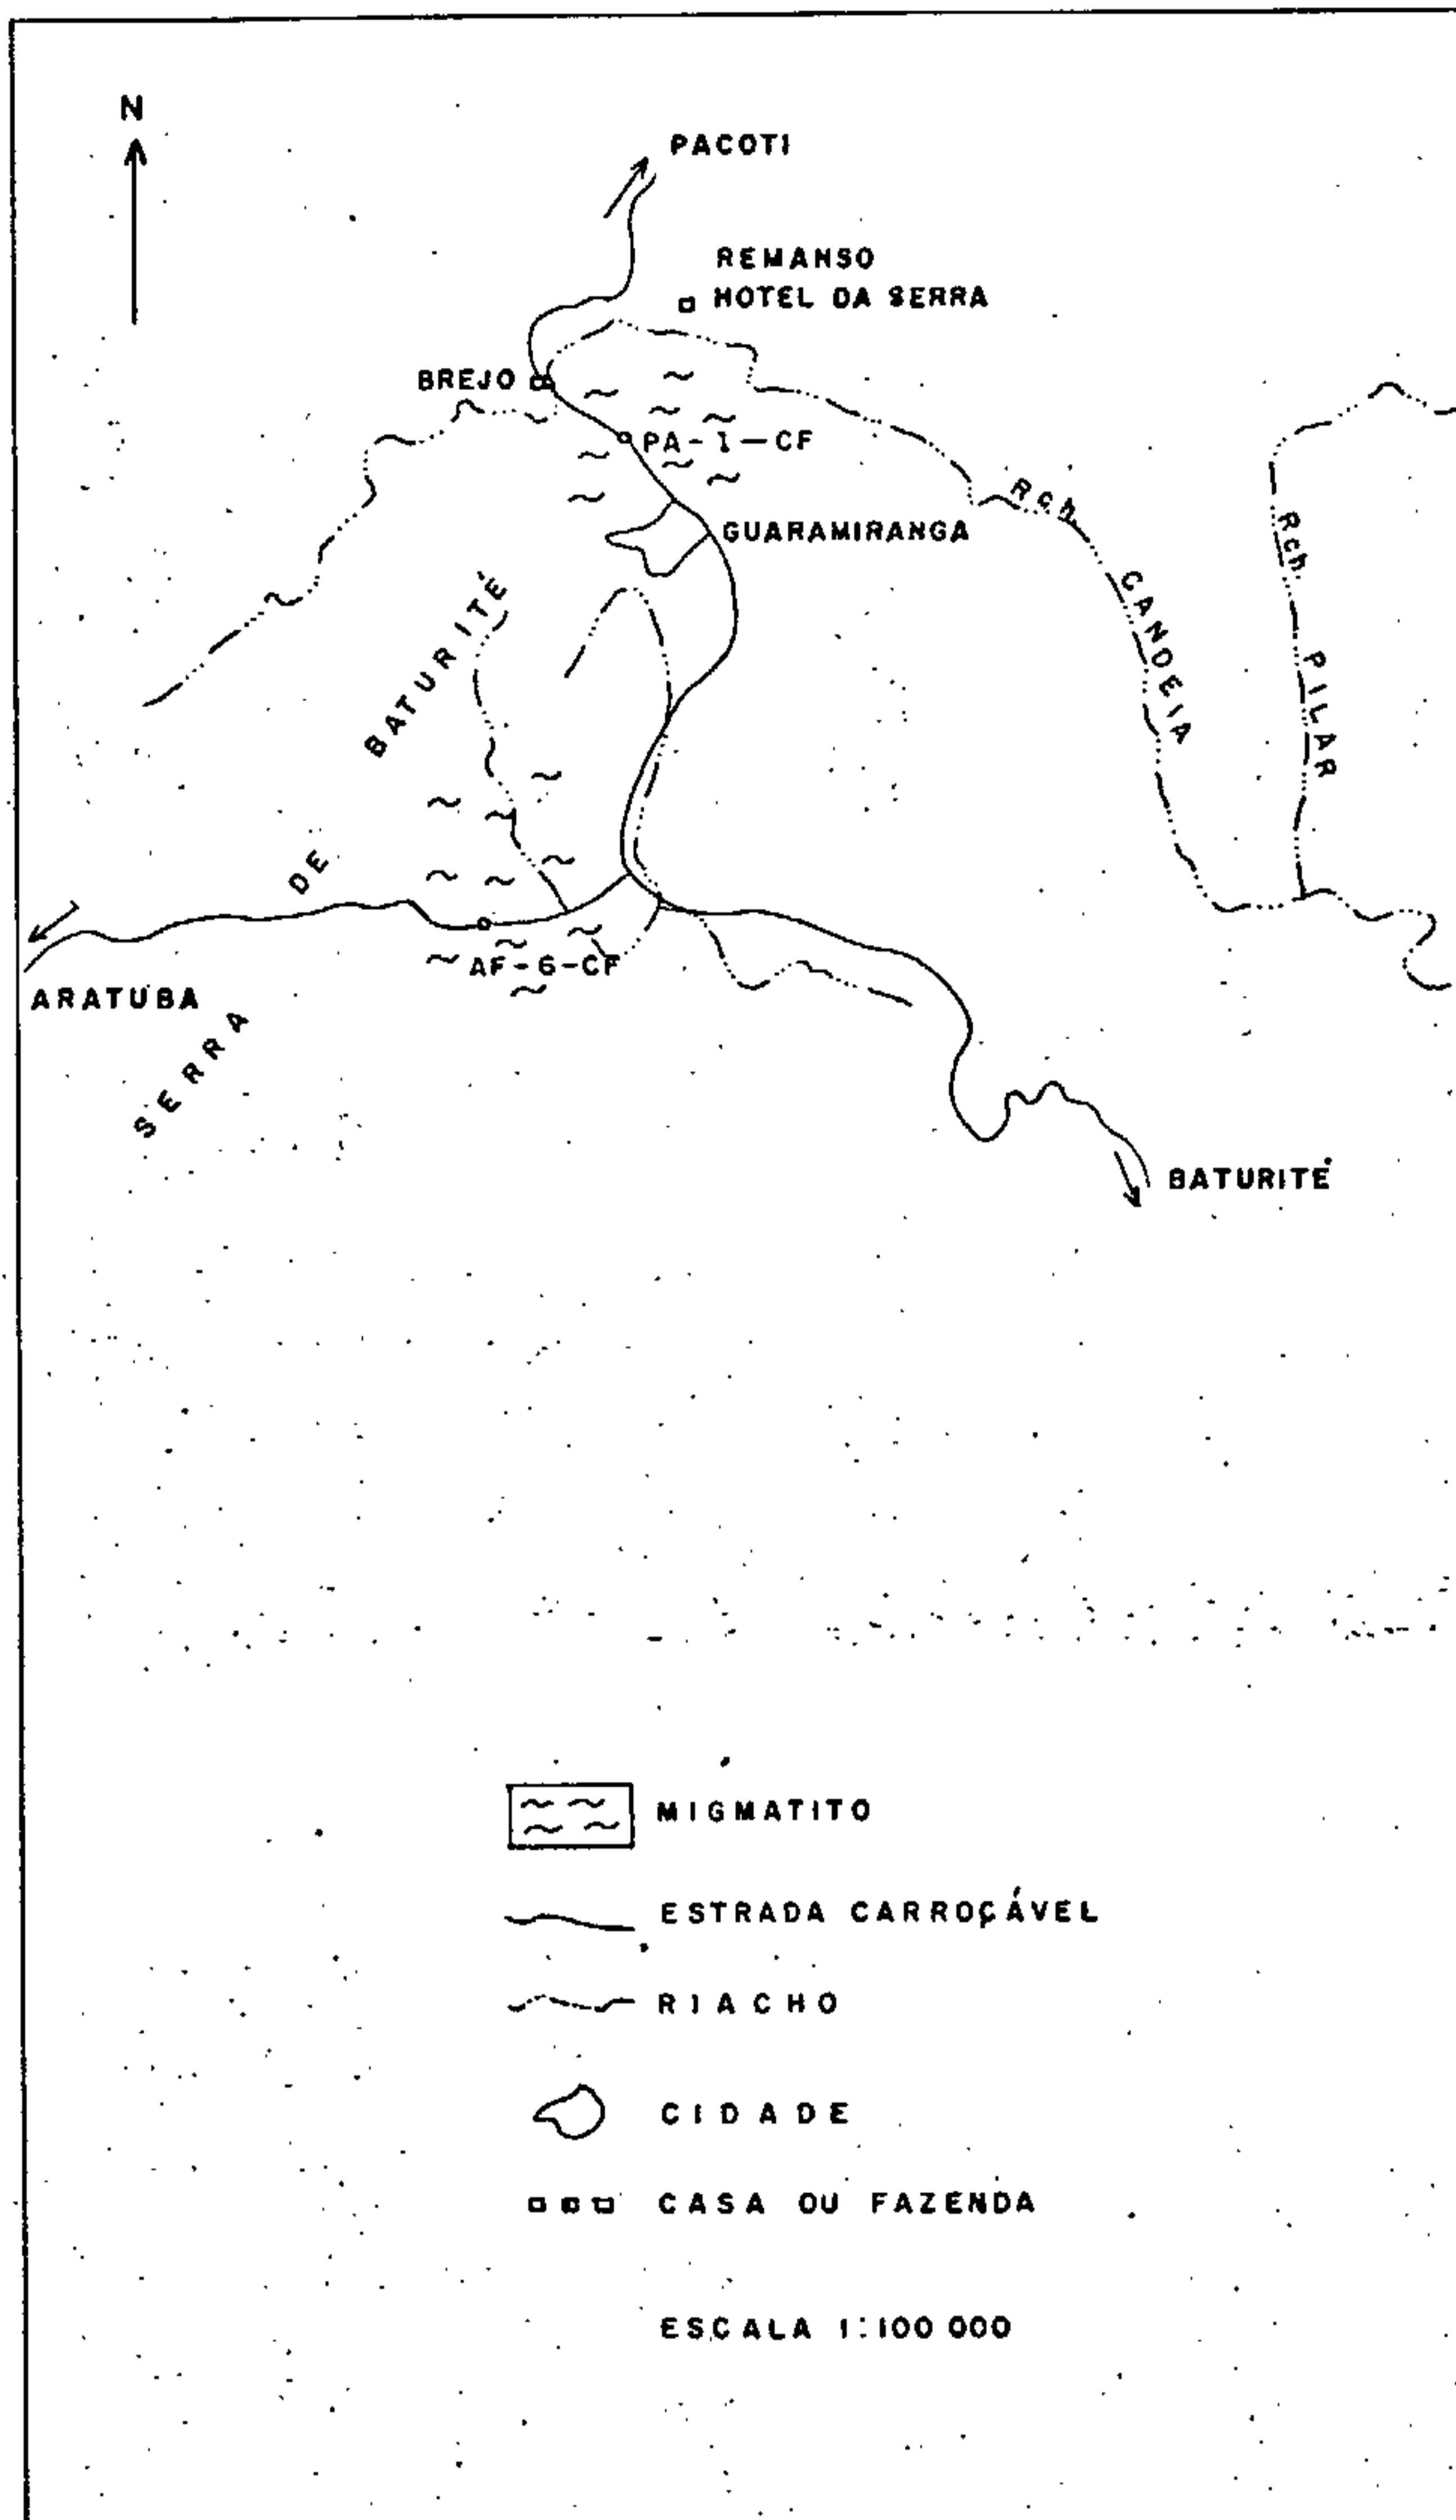 N
PACOTI
REMANSO
HOTEL DA SERRA
BREJO
PA-1-CF
GUARAMIRANGA
RCH CANDEIA
RCH PILAR
SERRA DE BATURITÉ
AF-6-CF
ARATUBA
BATURITÉ
MIGMATITO
ESTRADA CARROÇÁVEL
RIACHO
CIDADE
CASA OU FAZENDA
ESCALA 1:100 000